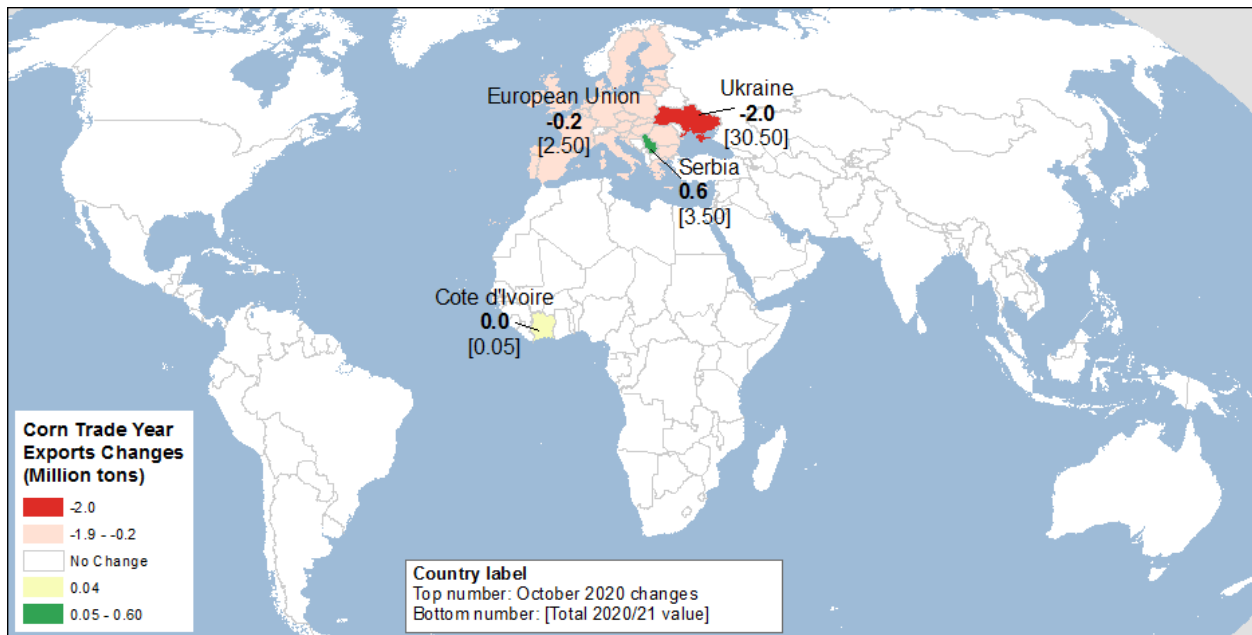 European Union
-0.2
[2.50]
Ukraine
-2.0
[30.50]
Serbia
0.6
[3.50]
Cote d'Ivoire
0.0
[0.05]
Corn Trade Year
Exports Changes
(Million tons)
-2.0
-1.9 - -0.2
No Change
0.04
0.05 - 0.60
Country label
Top number: October 2020 changes
Bottom number: [Total 2020/21 value]